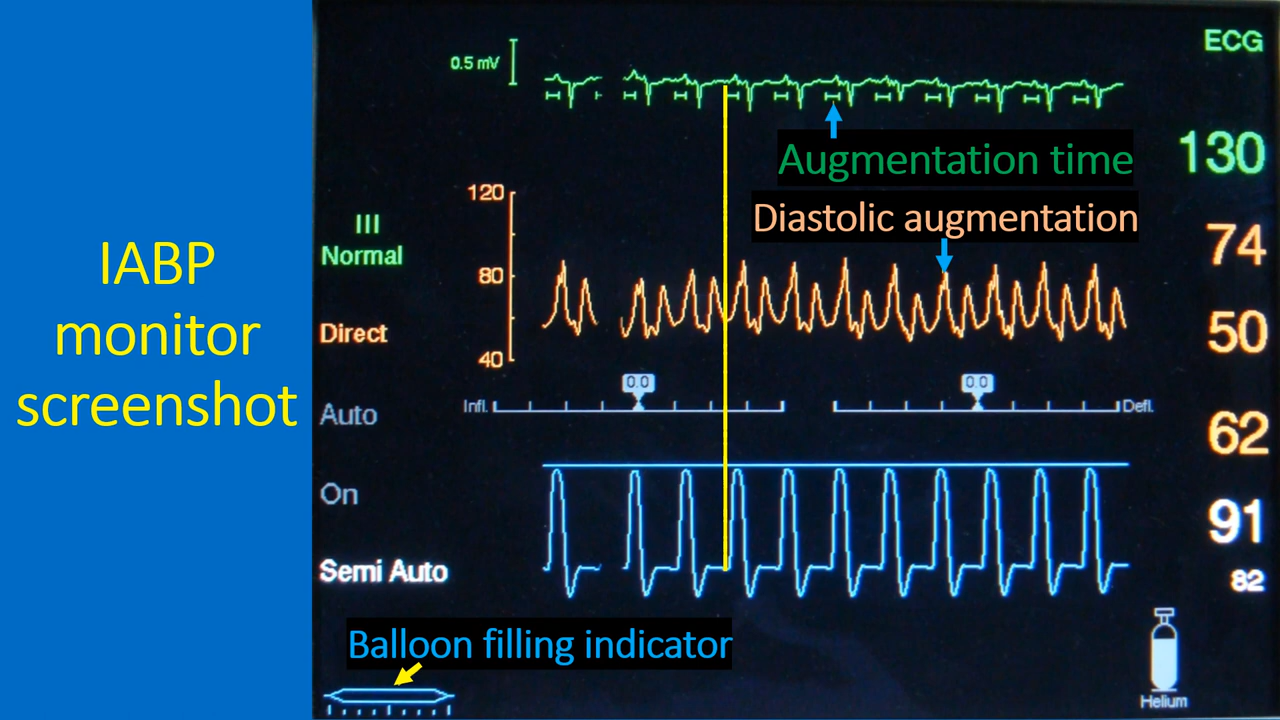 IABP
monitor
screenshot
0.5 mV
ECG
130
Augmentation time
120
III
Normal
Diastolic augmentation
74
80
Direct
50
40
0.0
0.0
Infl.
Defl.
Auto
62
On
91
Semi Auto
82
Balloon filling indicator
Helium